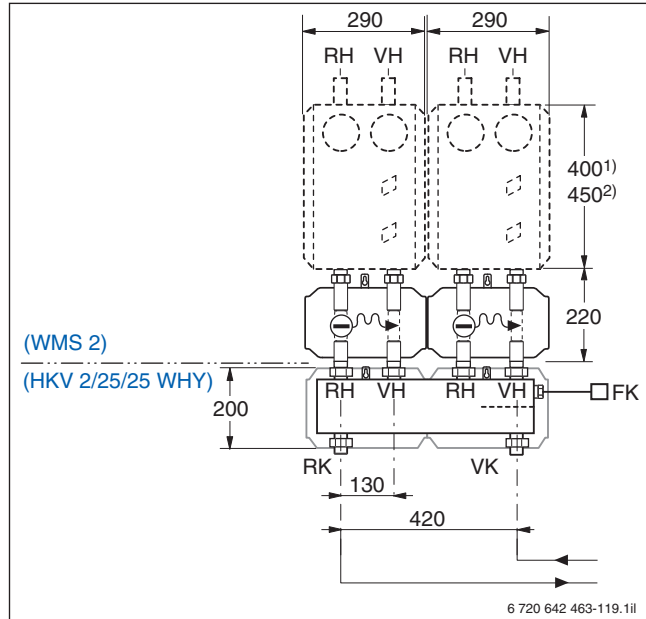 290 290
RH VH RH VH
400¹⁾
450²⁾
220
(WMS 2)
(HKV 2/25/25 WHY)
RH VH RH VH
FK
200
RK VK
130
420
6 720 642 463-119.1il